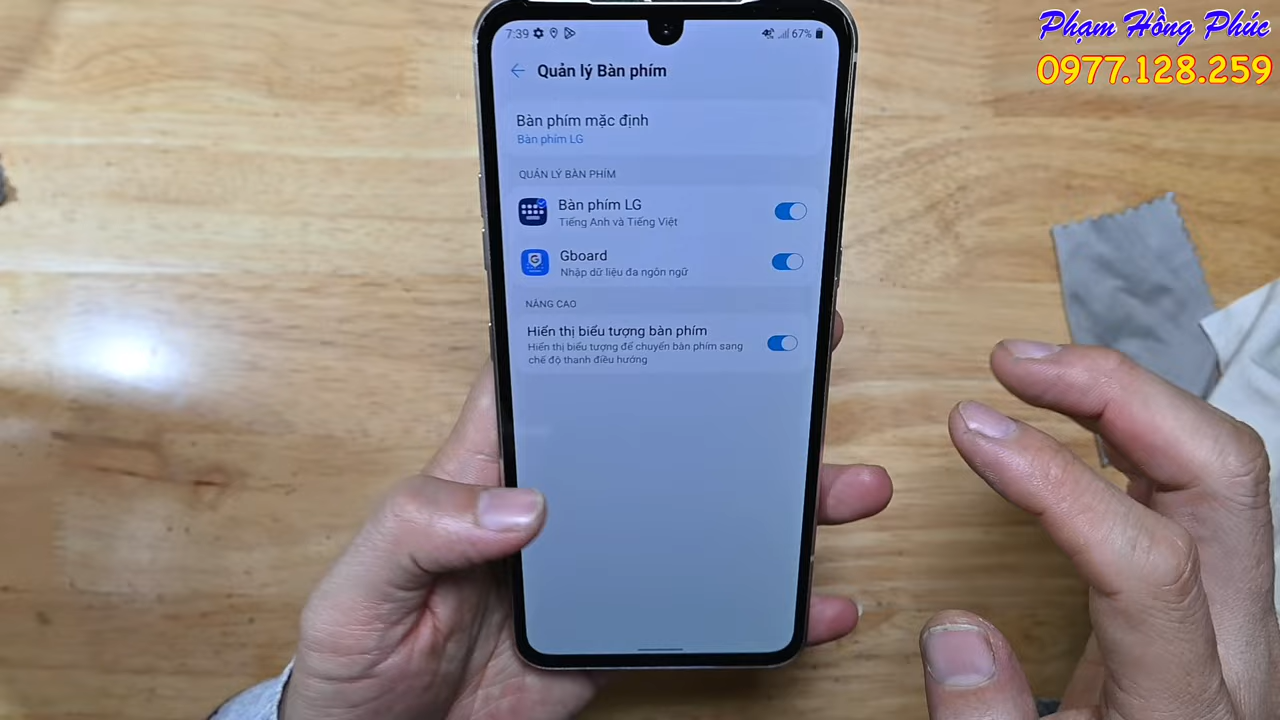 Phạm Hồng Phúc
0977.128.259
7:39
67%
Quản lý Bàn phím
Bàn phím mặc định
Bàn phím LG
QUẢN LÝ BÀN PHÍM
Bàn phím LG
Tiếng Anh và Tiếng Việt
Gboard
Nhập dữ liệu đa ngôn ngữ
NÂNG CAO
Hiển thị biểu tượng bàn phím
Hiển thị biểu tượng để chuyển bàn phím sang
chế độ thanh điều hướng